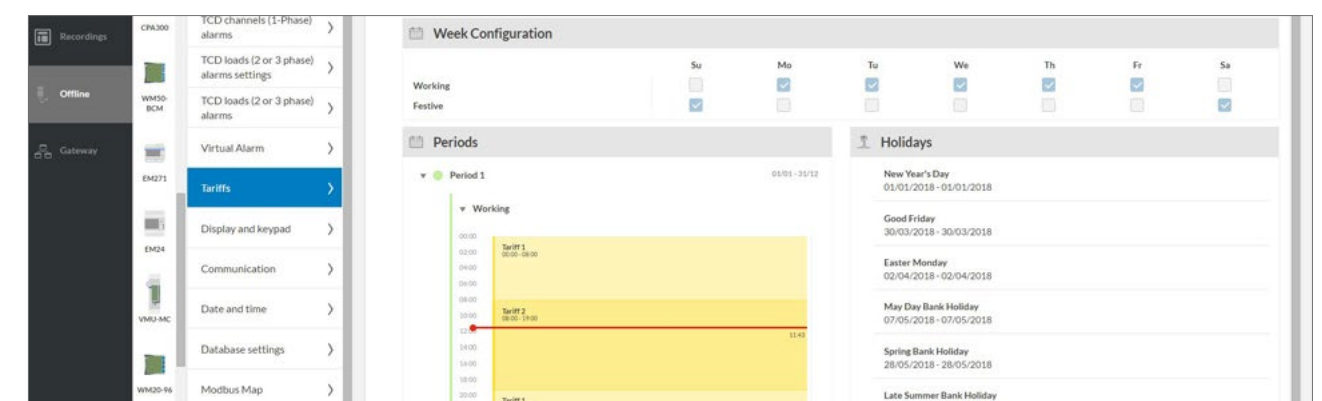 Recordings
Offline
Gateway
CPA300
WM50-
BCM
EM271
EM24
VMU-MC
WM20-96
TCD channels (1-Phase)
alarms
TCD loads (2 or 3 phase)
alarms settings
TCD loads (2 or 3 phase)
alarms
Virtual Alarm
Tariffs
Display and keypad
Communication
Date and time
Database settings
Modbus Map
Week Configuration
Su Mo Tu We Th Fr Sa
Working
Festive
Periods
Period 1 01/01 - 31/12
Working
00:00
02:00
04:00
06:00
08:00
10:00
14:00
16:00
18:00
20:00
Tariff 1
00:00 - 08:00
Tariff 2
08:00 - 19:00
11:43
Tariff 1
Holidays
New Year's Day
01/01/2018 - 01/01/2018
Good Friday
30/03/2018 - 30/03/2018
Easter Monday
02/04/2018 - 02/04/2018
May Day Bank Holiday
07/05/2018 - 07/05/2018
Spring Bank Holiday
28/05/2018 - 28/05/2018
Late Summer Bank Holiday